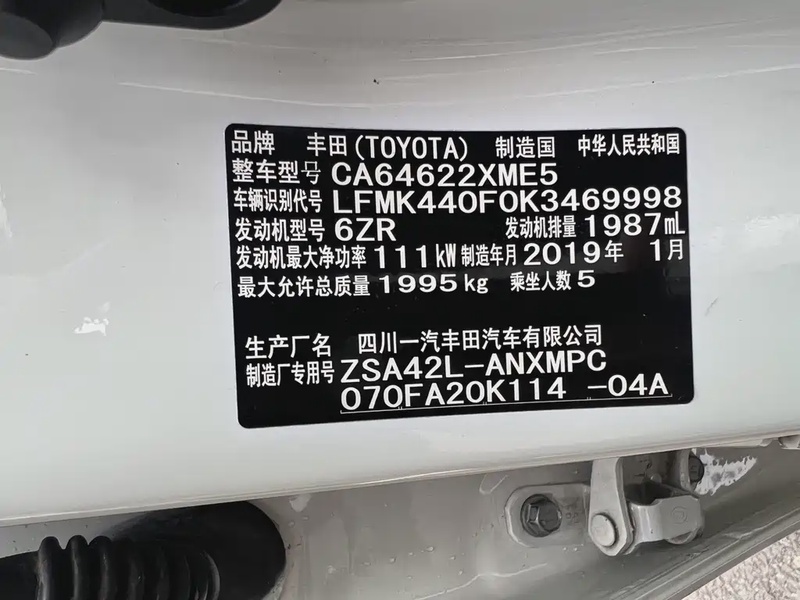 品牌 丰田(TOYOTA) 制造国 中华人民共和国
整车型号 CA64622XME5
车辆识别代号 LFMK440F0K3469998
发动机型号 6ZR 发动机排量 1987mL
发动机最大净功率 111kW 制造年月 2019年 1月
最大允许总质量 1995kg 乘坐人数 5
生产厂名 四川一汽丰田汽车有限公司
制造厂专用号 ZSA42L-ANXMPC
070FA20K114 -04A